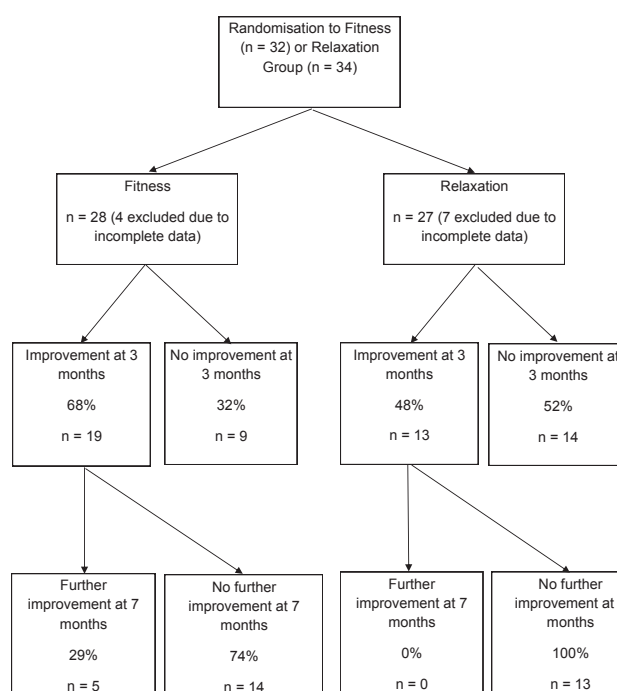 Randomisation to Fitness
(n = 32) or Relaxation
Group (n = 34)
Fitness
n = 28 (4 excluded due to
incomplete data)
Relaxation
n = 27 (7 excluded due to
incomplete data)
Improvement at 3
months
68%
n = 19
No improvement at
3 months
32%
n = 9
Improvement at 3
months
48%
n = 13
No improvement at
3 months
52%
n = 14
Further
improvement at 7
months
29%
n = 5
No further
improvement at 7
months
74%
n = 14
Further
improvement at 7
months
0%
n = 0
No further
improvement at
months
100%
n = 13